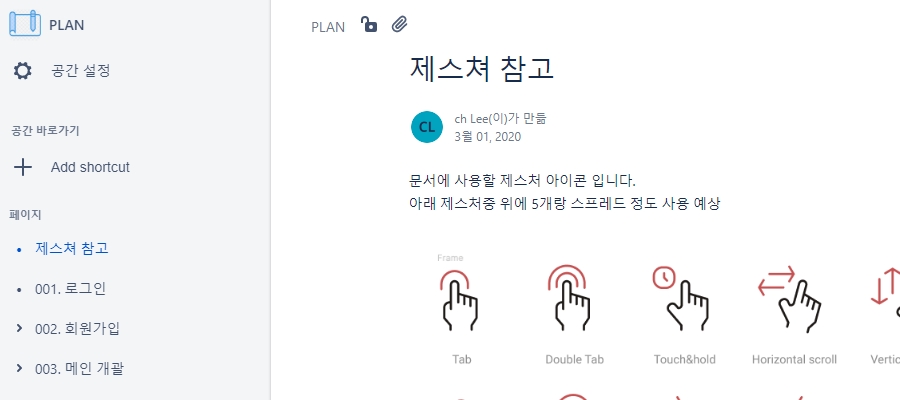 PLAN
공간 설정
공간 바로가기
Add shortcut
페이지
제스쳐 참고
001. 로그인
002. 회원가입
003. 메인 개괄
PLAN
제스쳐 참고
CL
ch Lee(이)가 만듦
3월 01, 2020
문서에 사용할 제스처 아이콘 입니다.
아래 제스처중 위에 5개랑 스프레드 정도 사용 예상
Frame
Tab
Double Tab
Touch&hold
Horizontal scroll